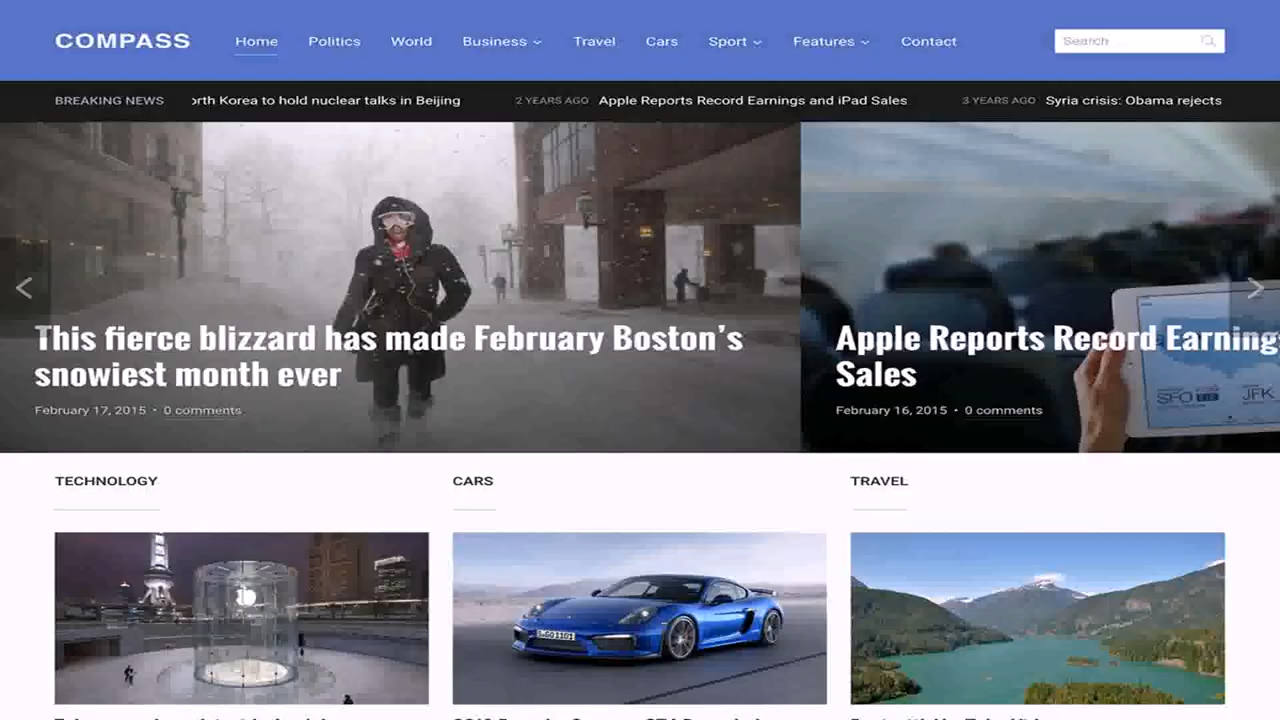 COMPASS
Home Politics World Business Travel Cars Sport Features Contact
Search
BREAKING NEWS orth Korea to hold nuclear talks in Beijing 2 YEARS AGO Apple Reports Record Earnings and iPad Sales 3 YEARS AGO Syria crisis: Obama rejects
This fierce blizzard has made February Boston's
snowiest month ever
February 17, 2015 • 0 comments
Apple Reports Record Earning
Sales
February 16, 2015 • 0 comments
SFO JFK
TECHNOLOGY
CARS
TRAVEL